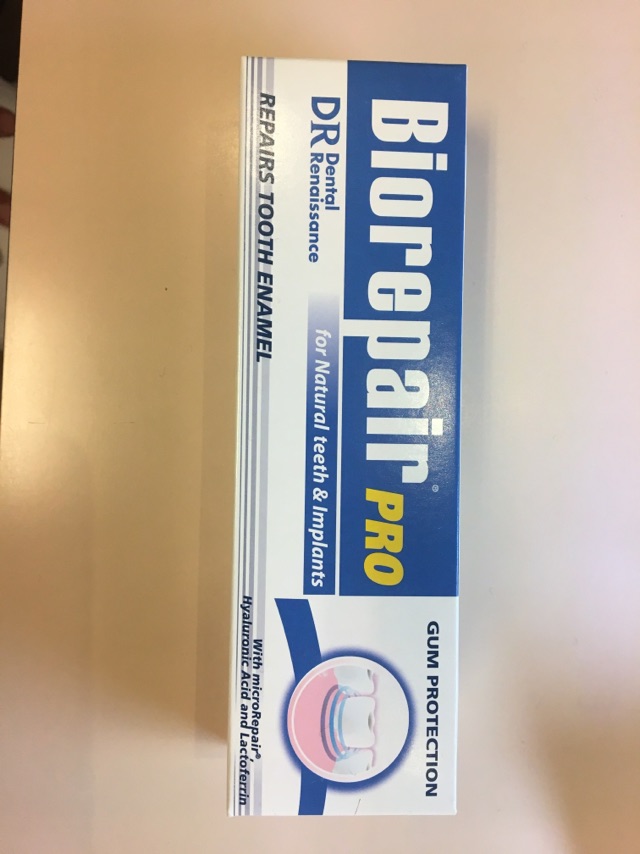 Biorepair® PRO
GUM PROTECTION
DR Dental
Renaissance
for Natural teeth & Implants
REPAIRS TOOTH ENAMEL
With microRepair®,
Hyaluronic Acid and Lactoferrin